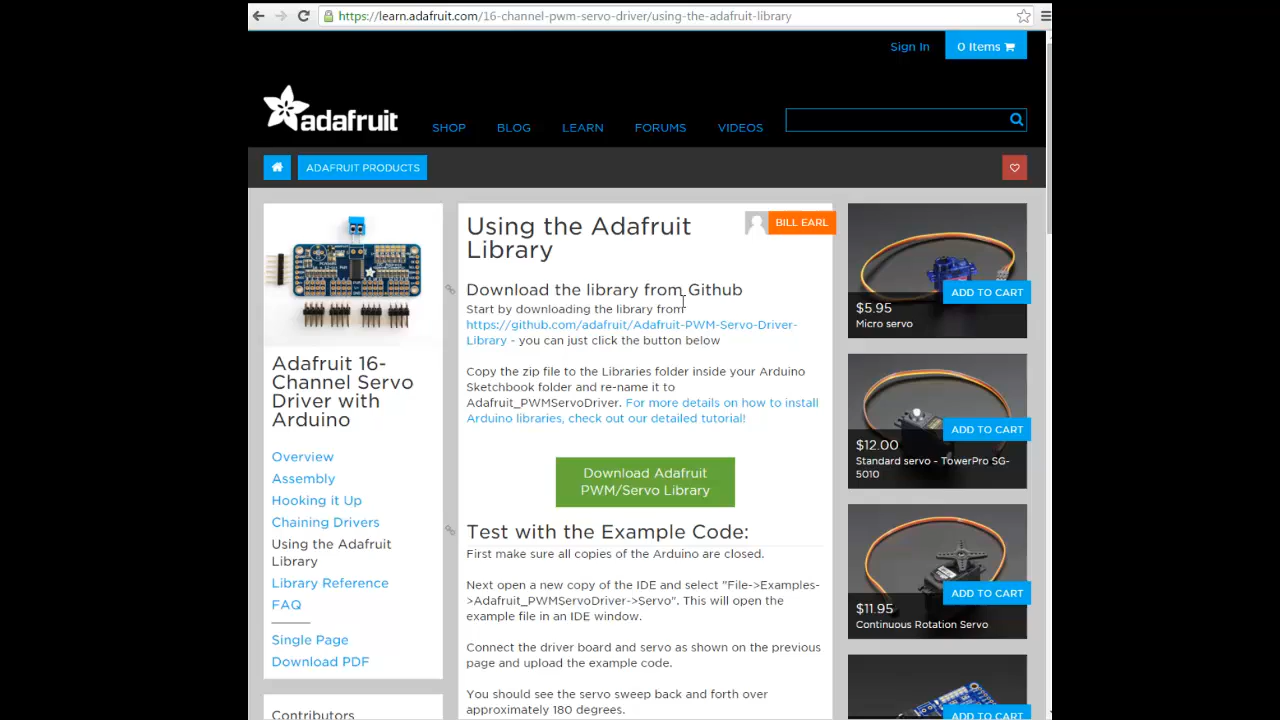 https://learn.adafruit.com/16-channel-pwm-servo-driver/using-the-adafruit-library
Sign In
0 Items
adafruit
SHOP
BLOG
LEARN
FORUMS
VIDEOS
ADAFRUIT PRODUCTS
Adafruit 16-
Channel Servo
Driver with
Arduino
Overview
Assembly
Hooking it Up
Chaining Drivers
Using the Adafruit
Library
Library Reference
FAQ
Single Page
Download PDF
Contributors
Using the Adafruit
Library
BILL EARL
Download the library from Github
Start by downloading the library from
https://github.com/adafruit/Adafruit-PWM-Servo-Driver-
Library - you can just click the button below
Copy the zip file to the Libraries folder inside your Arduino
Sketchbook folder and re-name it to
Adafruit_PWMServoDriver. For more details on how to install
Arduino libraries, check out our detailed tutorial!
Download Adafruit
PWM/Servo Library
Test with the Example Code:
First make sure all copies of the Arduino are closed.
Next open a new copy of the IDE and select "File->Examples-
>Adafruit_PWMServoDriver->Servo". This will open the
example file in an IDE window.
Connect the driver board and servo as shown on the previous
page and upload the example code.
You should see the servo sweep back and forth over
approximately 180 degrees.
ADD TO CART
$5.95
Micro servo
ADD TO CART
$12.00
Standard servo - TowerPro SG-
5010
ADD TO CART
$11.95
Continuous Rotation Servo
ADD TO CART